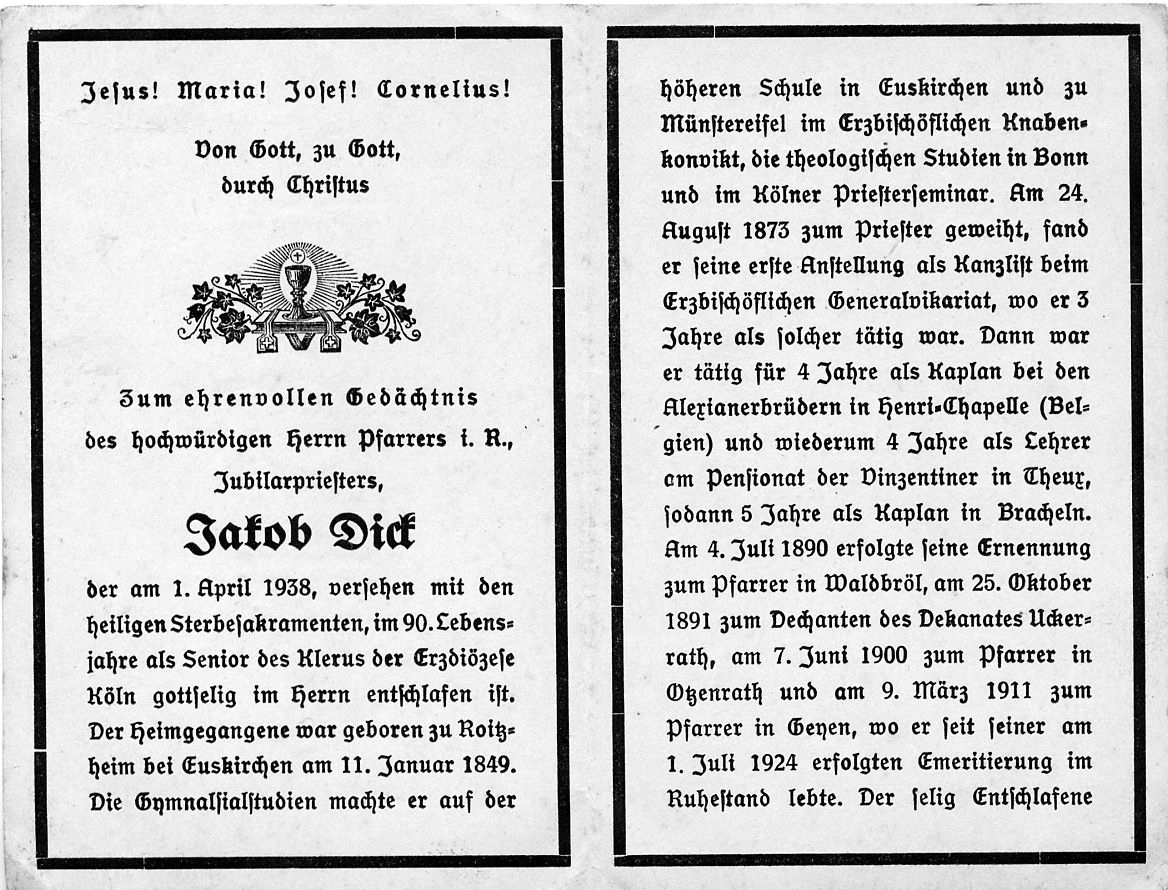 Jesus! Maria! Josef! Cornelius!
Von Gott, zu Gott,
durch Christus
Zum ehrenvollen Gedächtnis
des hochwürdigen Herrn Pfarrers i. R.,
Jubilarpriesters,
Jakob Dick
der am 1. April 1938, versehen mit den
heiligen Sterbesakramenten, im 90. Lebens-
jahre als Senior des Klerus der Erzdiözese
Köln gottselig im Herrn entschlafen ist.
Der Heimgegangene war geboren zu Roitz-
heim bei Euskirchen am 11. Januar 1849.
Die Gymnalsialstudien machte er auf der
höheren Schule in Euskirchen und zu
Münstereifel im Erzbischöflichen Knaben-
konvikt, die theologischen Studien in Bonn
und im Kölner Priesterseminar. Am 24.
August 1873 zum Priester geweiht, fand
er seine erste Anstellung als Kanzlist beim
Erzbischöflichen Generalvikariat, wo er 3
Jahre als solcher tätig war. Dann war
er tätig für 4 Jahre als Kaplan bei den
Alexianerbrüdern in Henri-Chapelle (Bel-
gien) und wiederum 4 Jahre als Lehrer
am Pensionat der Vinzentiner in Theux,
sodann 5 Jahre als Kaplan in Bracheln.
Am 4. Juli 1890 erfolgte seine Ernennung
zum Pfarrer in Waldbröl, am 25. Oktober
1891 zum Dechanten des Dekanates Ucker-
rath, am 7. Juni 1900 zum Pfarrer in
Otzenrath und am 9. März 1911 zum
Pfarrer in Geyen, wo er seit seiner am
1. Juli 1924 erfolgten Emeritierung im
Ruhestand lebte. Der selig Entschlafene